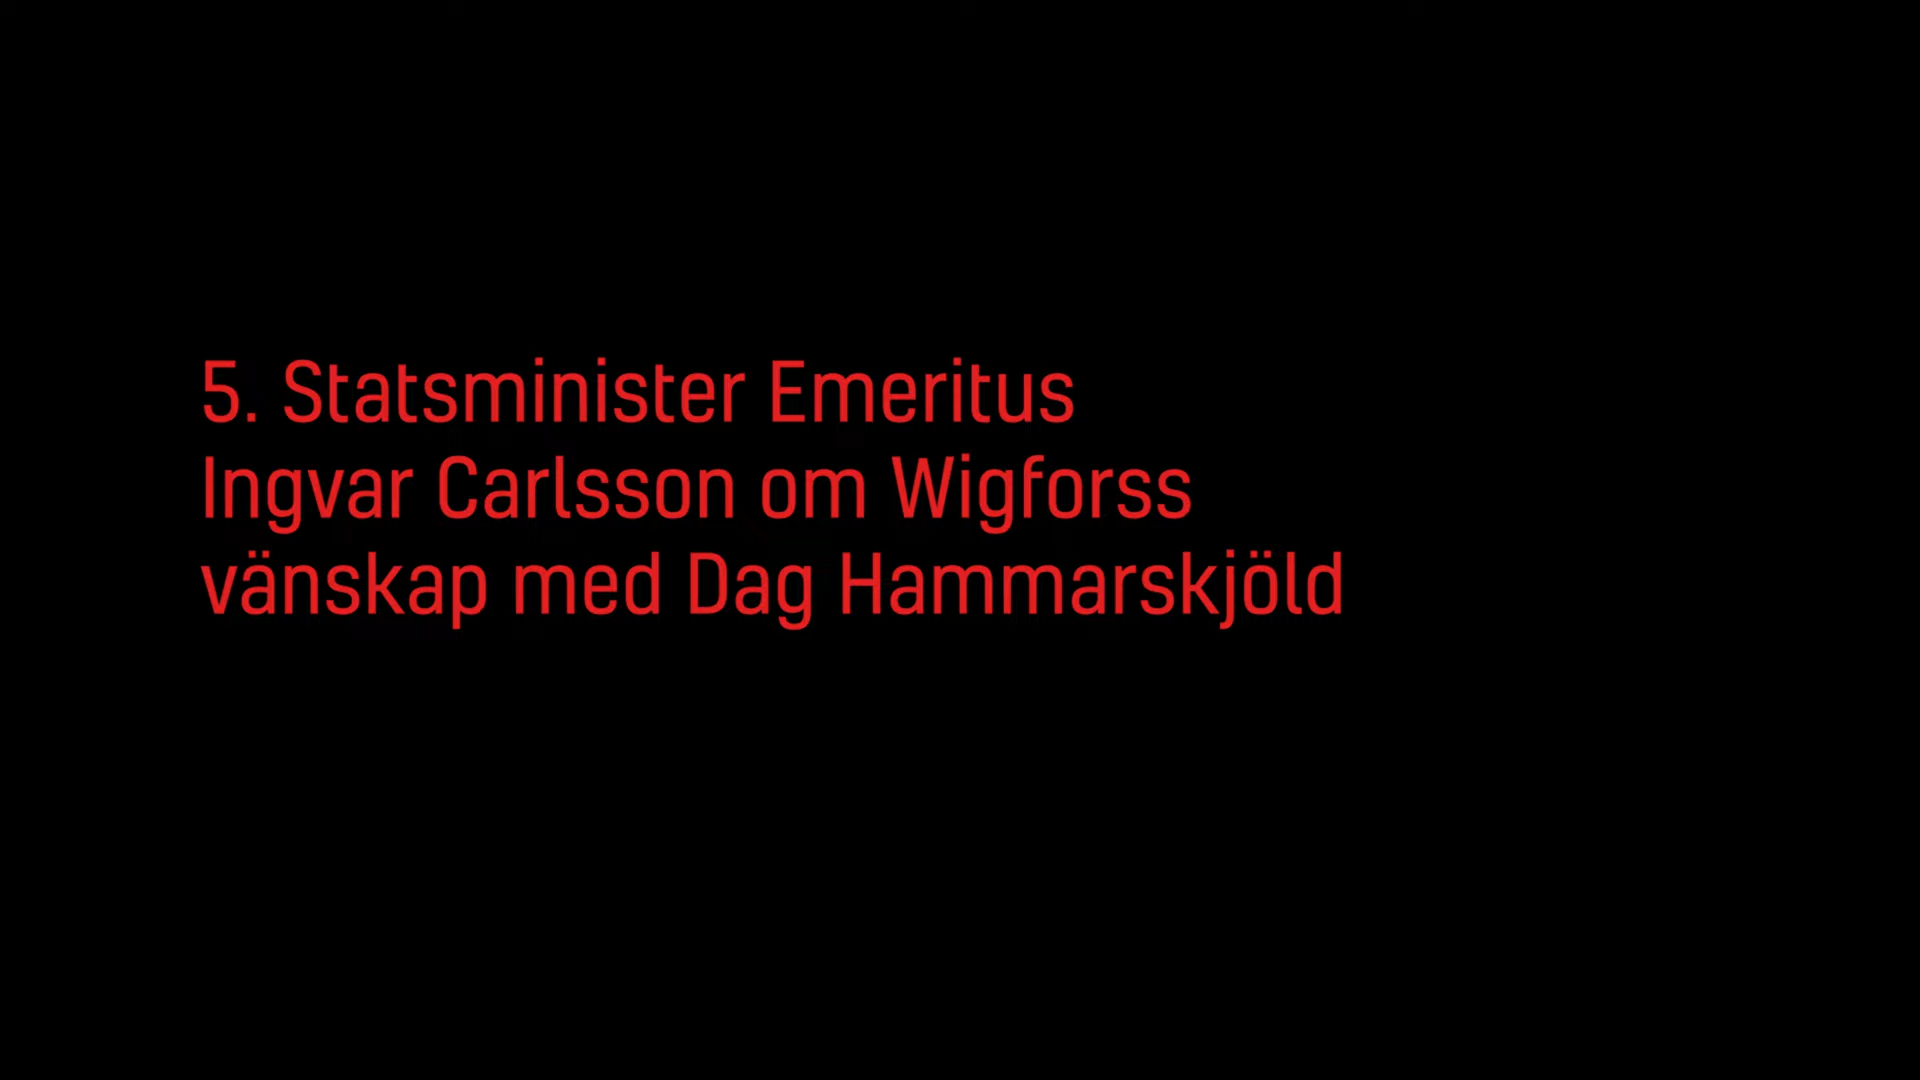 5. Statsminister Emeritus
Ingvar Carlsson om Wigforss
vänskap med Dag Hammarskjöld